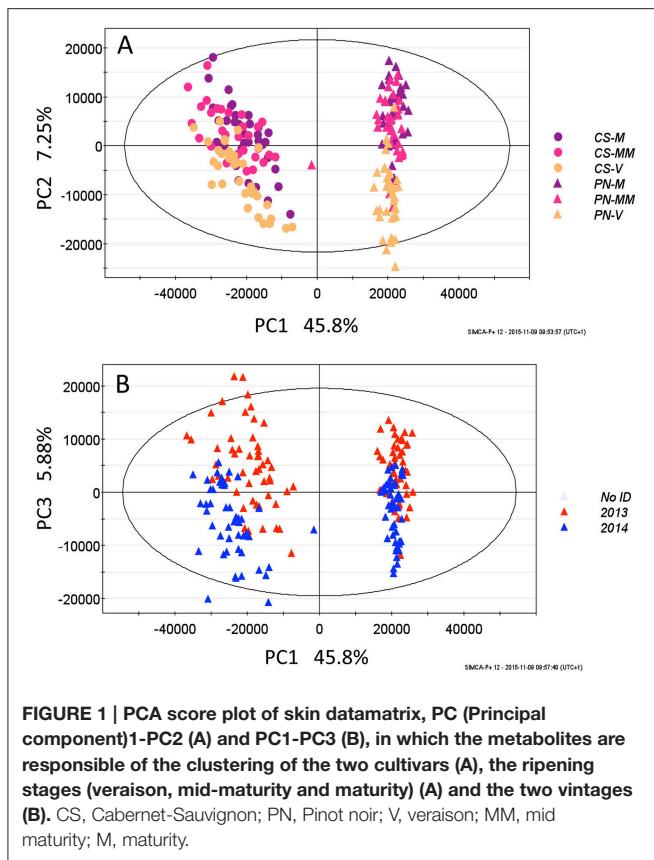 A
20000
10000
0
-10000
-20000
PC2 7.25%
-40000 -20000 0 20000 40000
PC1 45.8%
CS-M
CS-MM
CS-V
PN-M
PN-MM
PN-V
SIMCA-P+ 12 - 2015-11-09 09:53:57 (UTC+1)
B
20000
10000
0
-10000
-20000
PC3 5.88%
-40000 -20000 0 20000 40000
PC1 45.8%
No ID
2013
2014
SIMCA-P+ 12 - 2015-11-09 09:57:40 (UTC+1)
FIGURE 1 | PCA score plot of skin datamatrix, PC (Principal
component)1-PC2 (A) and PC1-PC3 (B), in which the metabolites are
responsible of the clustering of the two cultivars (A), the ripening
stages (veraison, mid-maturity and maturity) (A) and the two vintages
(B). CS, Cabernet-Sauvignon; PN, Pinot noir; V, veraison; MM, mid
maturity; M, maturity.